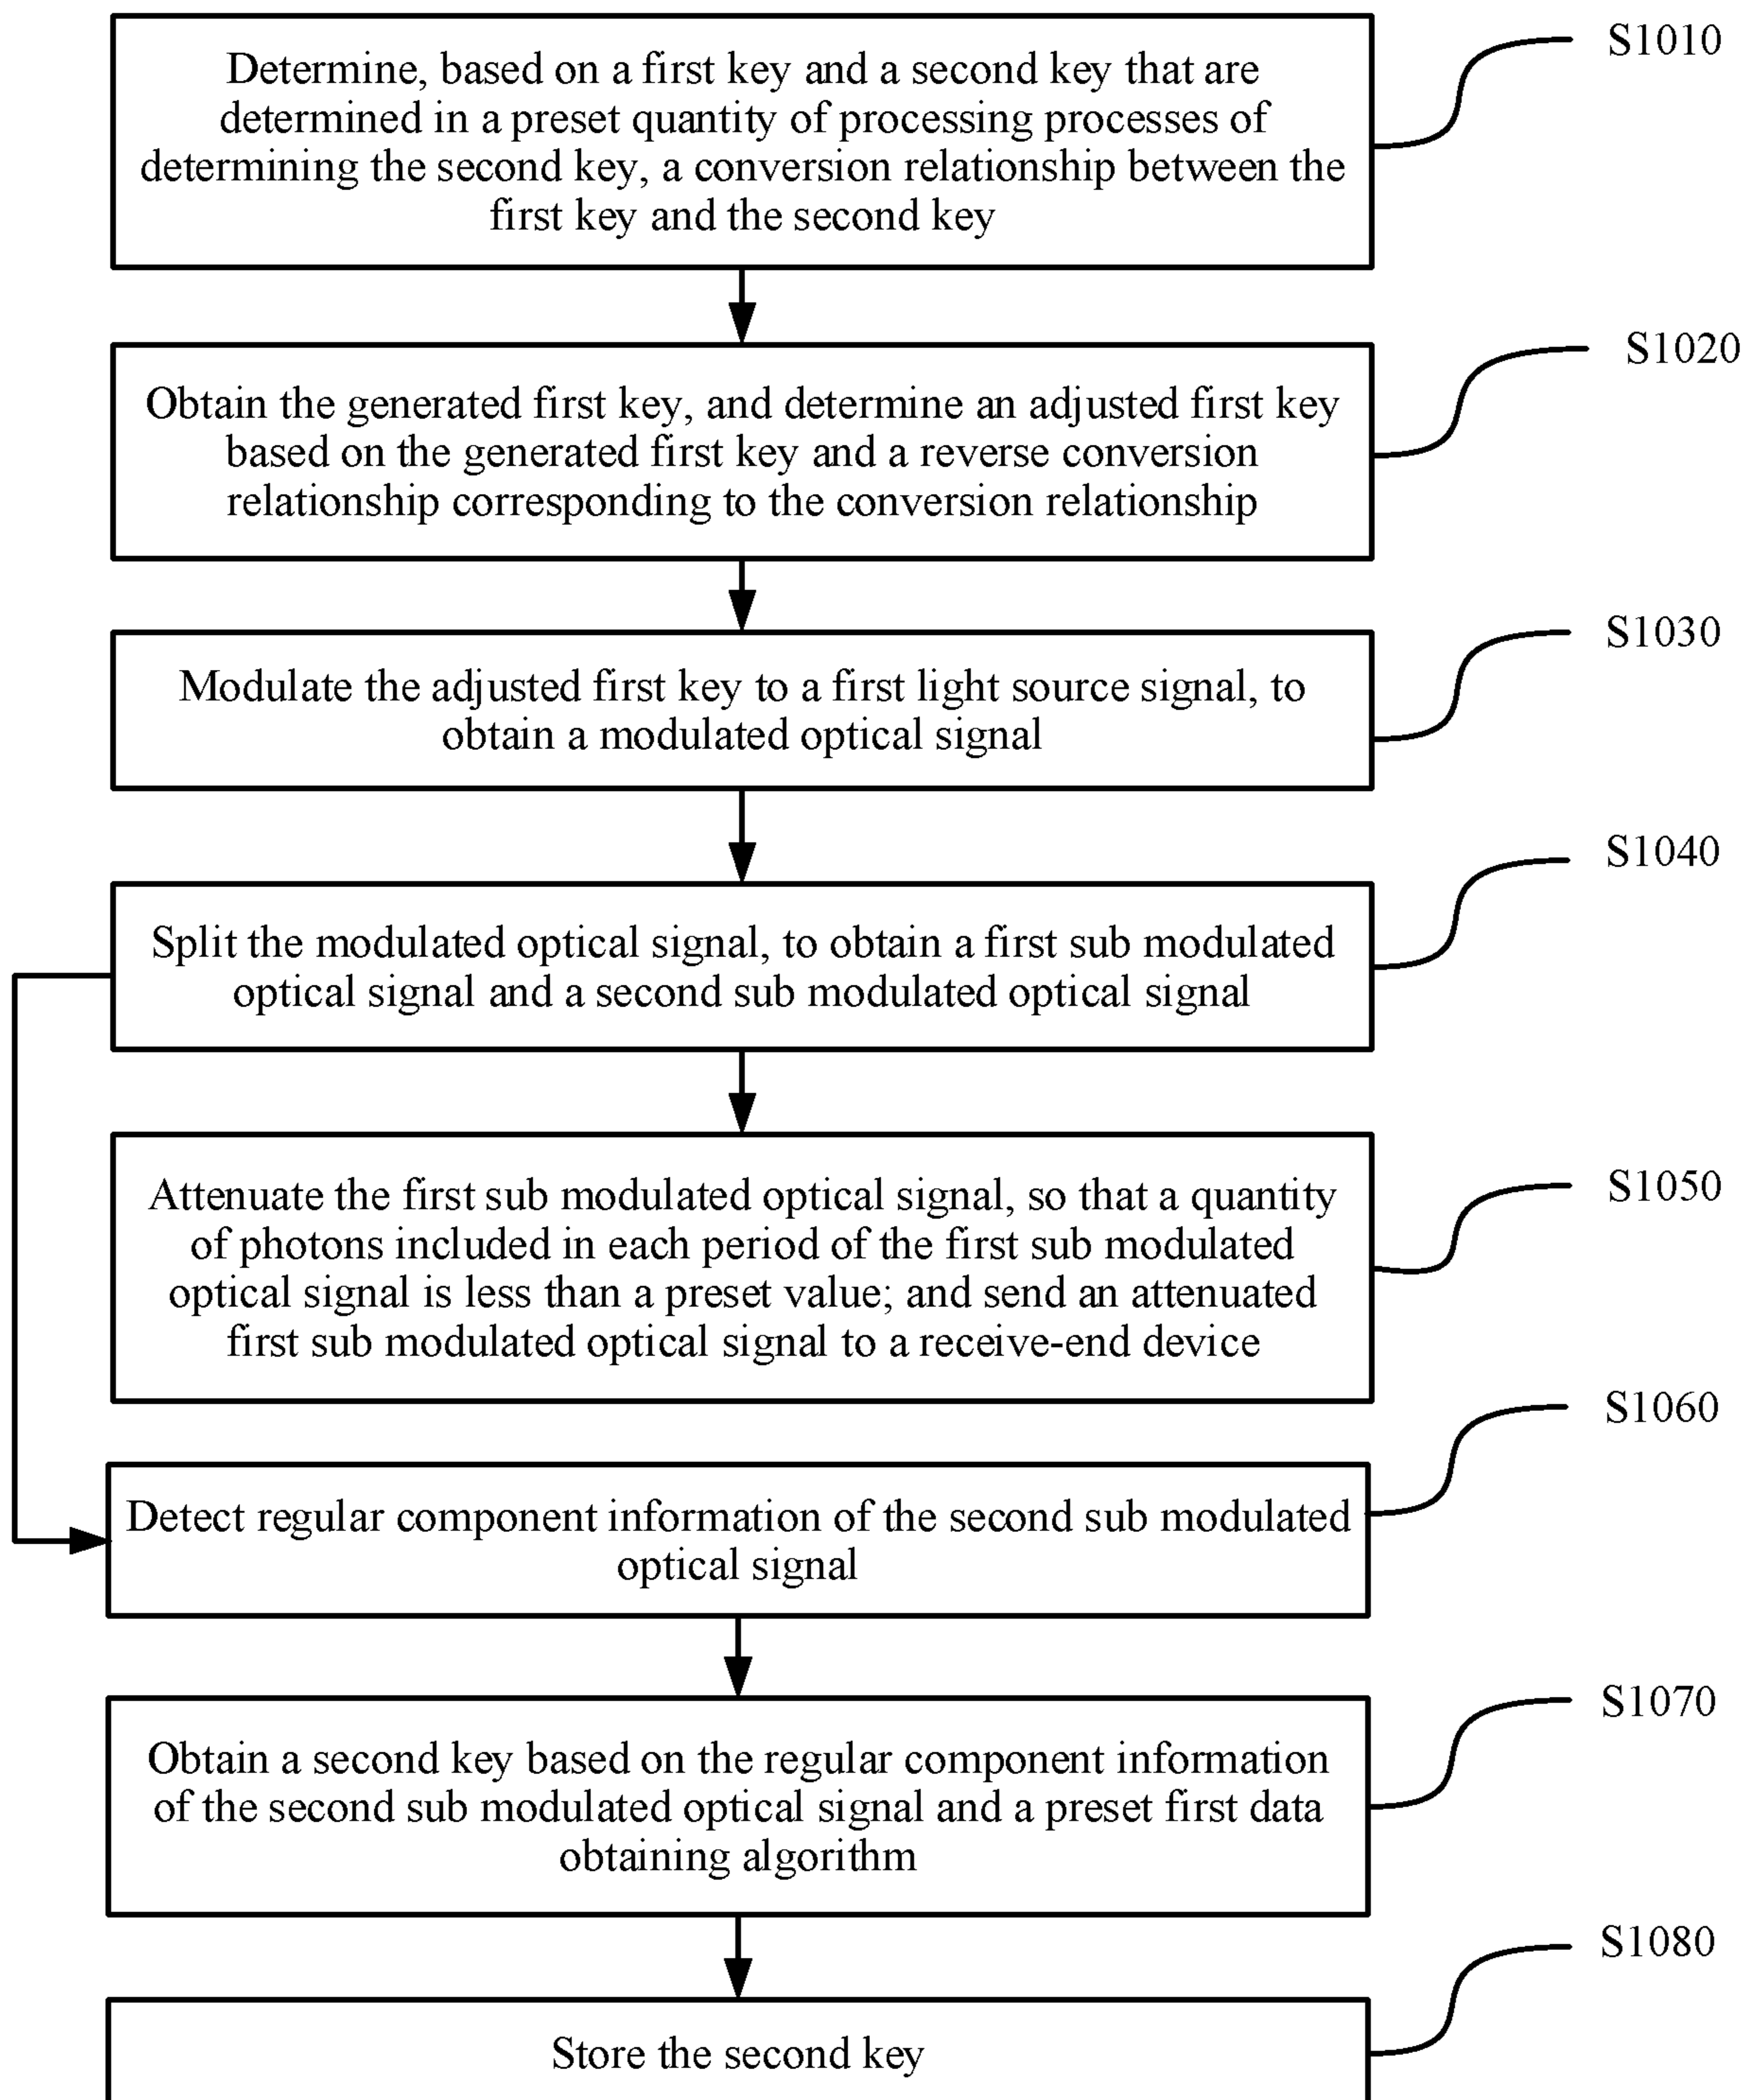 Determine, based on a first key and a second key that are
determined in a preset quantity of processing processes of
determining the second key, a conversion relationship between the
first key and the second key
S1010
Obtain the generated first key, and determine an adjusted first key
based on the generated first key and a reverse conversion
relationship corresponding to the conversion relationship
S1020
Modulate the adjusted first key to a first light source signal, to
obtain a modulated optical signal
S1030
Split the modulated optical signal, to obtain a first sub modulated
optical signal and a second sub modulated optical signal
S1040
Attenuate the first sub modulated optical signal, so that a quantity
of photons included in each period of the first sub modulated
optical signal is less than a preset value; and send an attenuated
first sub modulated optical signal to a receive-end device
S1050
Detect regular component information of the second sub modulated
optical signal
S1060
Obtain a second key based on the regular component information
of the second sub modulated optical signal and a preset first data
obtaining algorithm
S1070
Store the second key
S1080